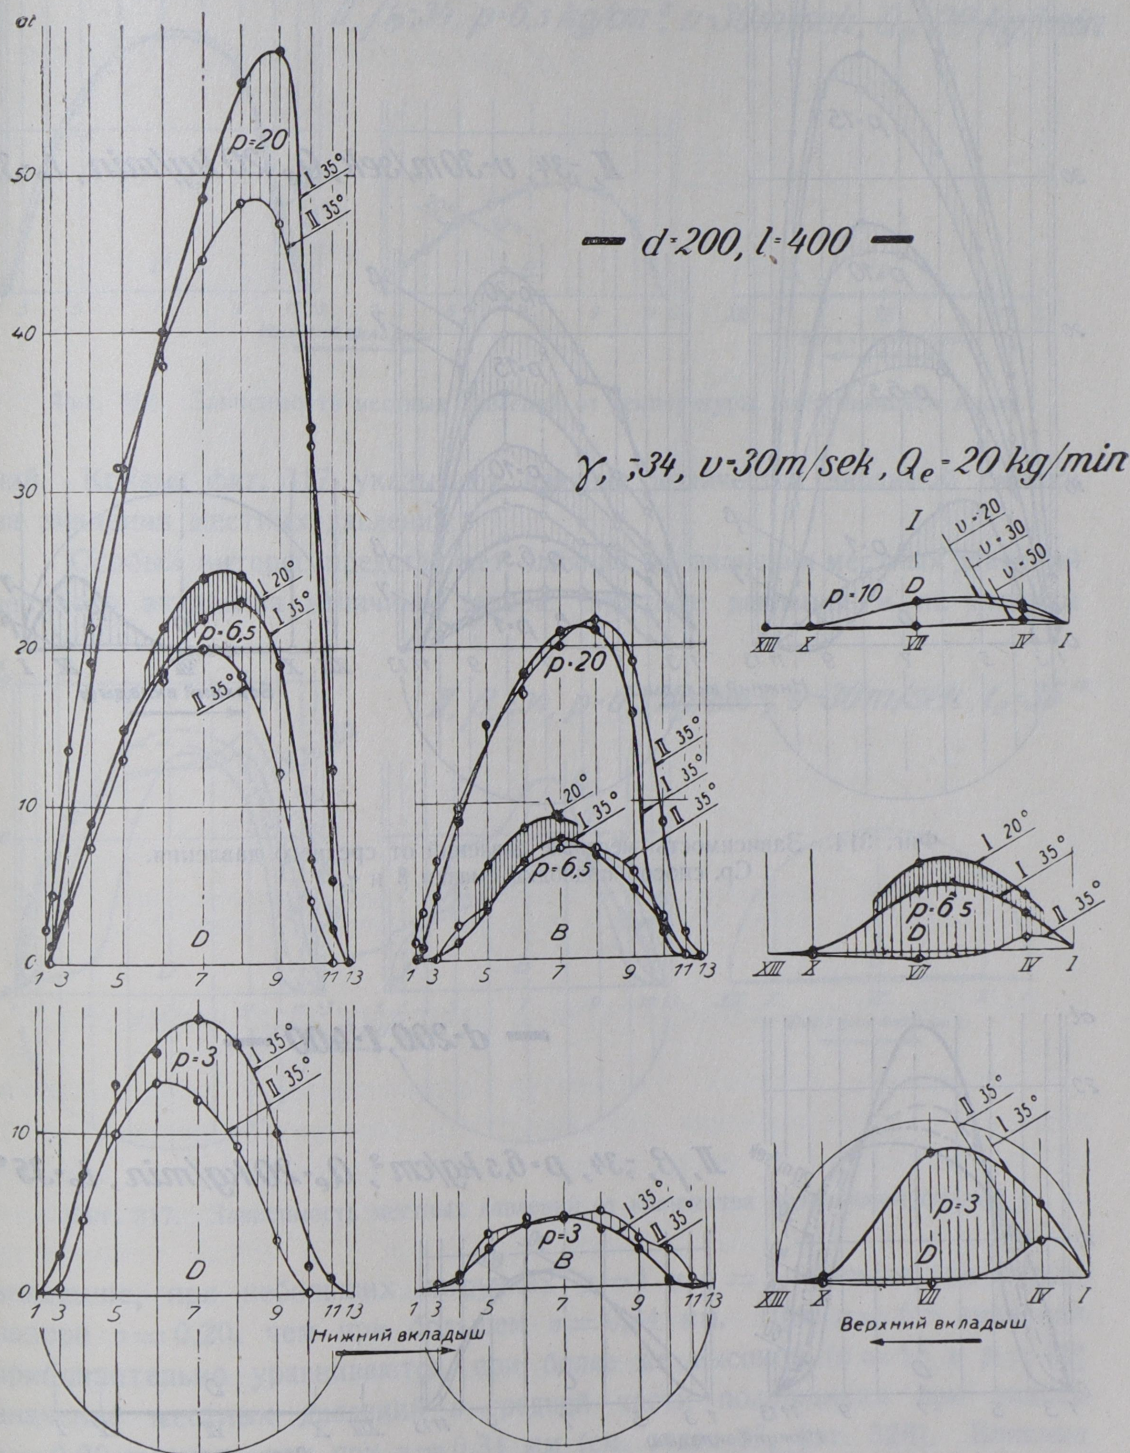 at
p=20
I 35°
II 35°
50
40
30
20
10
0
I 20°
p=6,5
I 35°
II 35°
D
1 3 5 7 9 11 13
— d=200, l=400 —
γ, -;34, υ=30m/sek, Qe=20 kg/min
I
υ=20
υ=30
υ=50
p=10
D
XIII X VII IV I
p=20
II 35°
I 35°
II 35°
I 20°
I 35°
p=6,5
B
1 3 5 7 9 11 13
I 20°
I 35°
II 35°
p=6,5
D
XIII X VII IV I
10
0
p=3
I 35°
II 35°
D
1 3 5 7 9 11 13
I 35°
II 35°
p=3
B
1 3 5 7 9 11 13
Нижний вкладыш
II 35°
I 35°
p=3
D
XIII X VII IV I
Верхний вкладыш